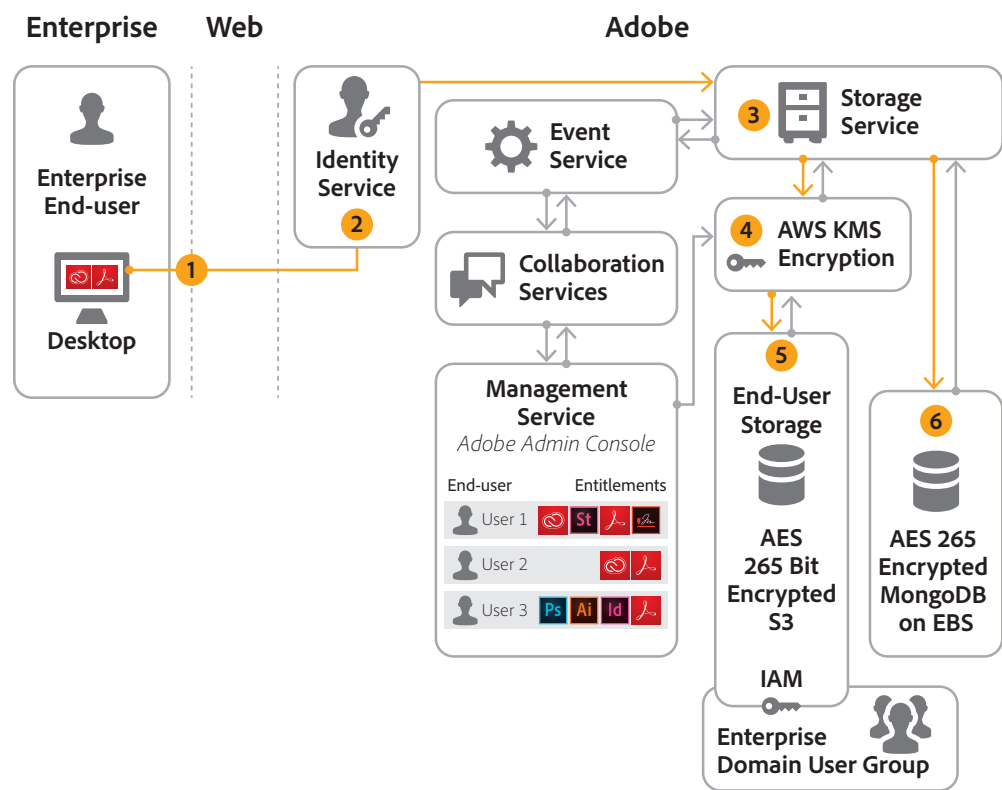 Enterprise
Web
Adobe
Enterprise
End-user
Desktop
1
Identity
Service
2
Event
Service
Collaboration
Services
Management
Service
Adobe Admin Console
End-user
Entitlements
User 1
St
User 2
User 3
Ps
Ai
Id
3
Storage
Service
4
AWS KMS
Encryption
5
End-User
Storage
AES
265 Bit
Encrypted
S3
IAM
6
AES 265
Encrypted
MongoDB
on EBS
Enterprise
Domain User Group